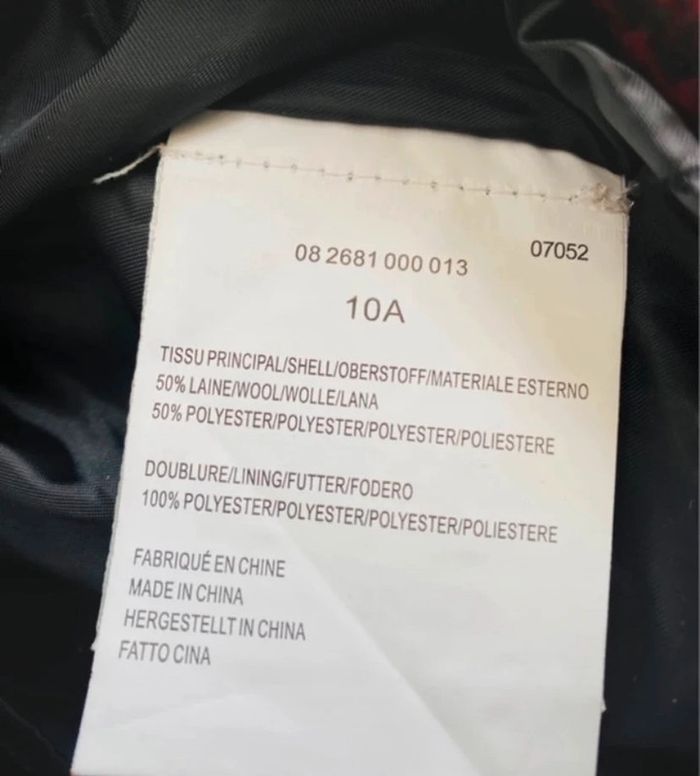 07052
08 2681 000 013
10A
TISSU PRINCIPAL/SHELL/OBERSTOFF/MATERIALE ESTERNO
50% LAINE/WOOL/WOLLE/LANA
50% POLYESTER/POLYESTER/POLYESTER/POLIESTERE
DOUBLURE/LINING/FUTTER/FODERO
100% POLYESTER/POLYESTER/POLYESTER/POLIESTERE
FABRIQUÉ EN CHINE
MADE IN CHINA
HERGESTELLT IN CHINA
FATTO CINA